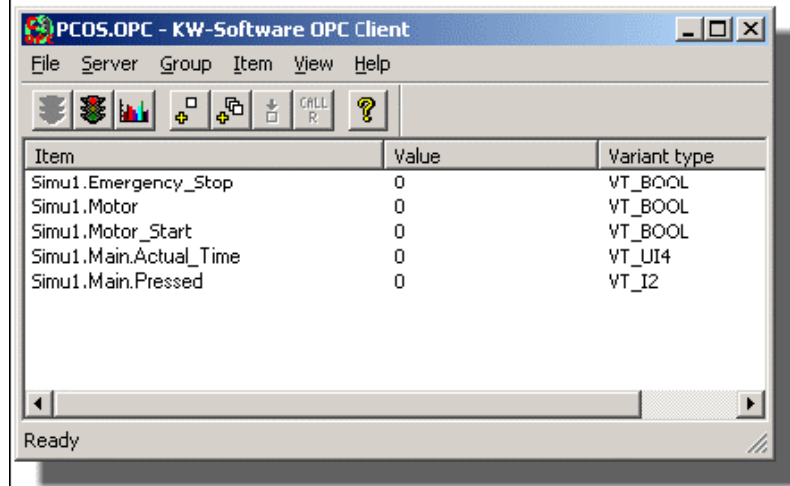 PCOS.OPC - KW-Software OPC Client
File Server Group Item View Help
CALL
R
Item Value Variant type
Simu1.Emergency_Stop 0 VT_BOOL
Simu1.Motor 0 VT_BOOL
Simu1.Motor_Start 0 VT_BOOL
Simu1.Main.Actual_Time 0 VT_UI4
Simu1.Main.Pressed 0 VT_I2
Ready